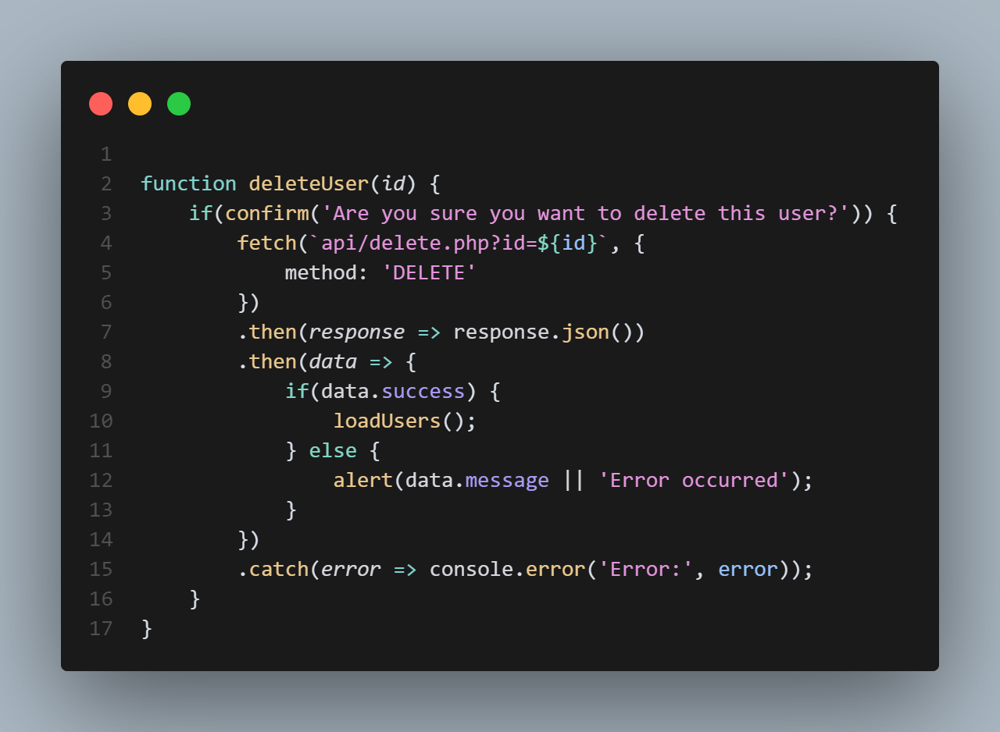 1
2 function deleteUser(id) {
3     if(confirm('Are you sure you want to delete this user?')) {
4         fetch(`api/delete.php?id=${id}`, {
5             method: 'DELETE'
6         })
7         .then(response => response.json())
8         .then(data => {
9             if(data.success) {
10                 loadUsers();
11             } else {
12                 alert(data.message || 'Error occurred');
13             }
14         })
15         .catch(error => console.error('Error:', error));
16     }
17 }